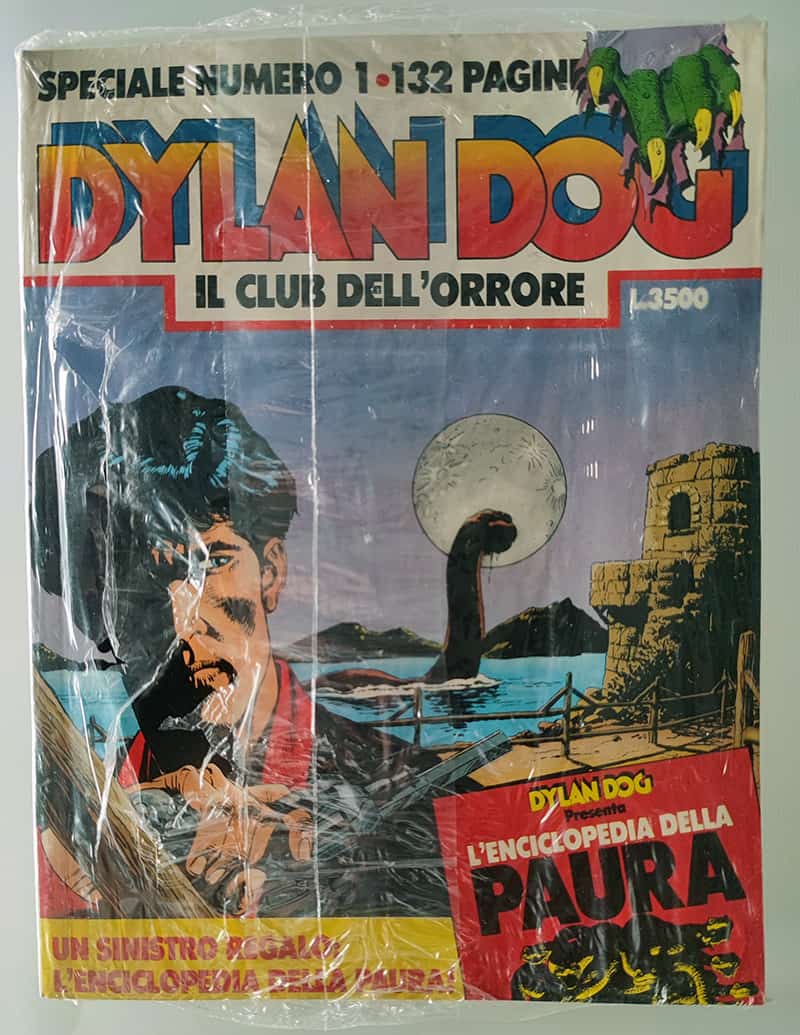 SPECIALE NUMERO 1•132 PAGINE
DYLAN DOG
IL CLUB DELL'ORRORE
L.3500
DYLAN DOG
Presenta
L'ENCICLOPEDIA DELLA
PAURA
UN SINISTRO REGALO:
L'ENCICLOPEDIA DELLA PAURA!